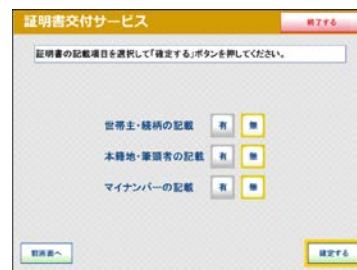 証明書交付サービス
終了する
証明書の記載項目を選択して「確定する」ボタンを押してください。
世帯主・続柄の記載 有 無
本籍地・筆頭者の記載 有 無
マイナンバーの記載 有 無
前画面へ 確定する